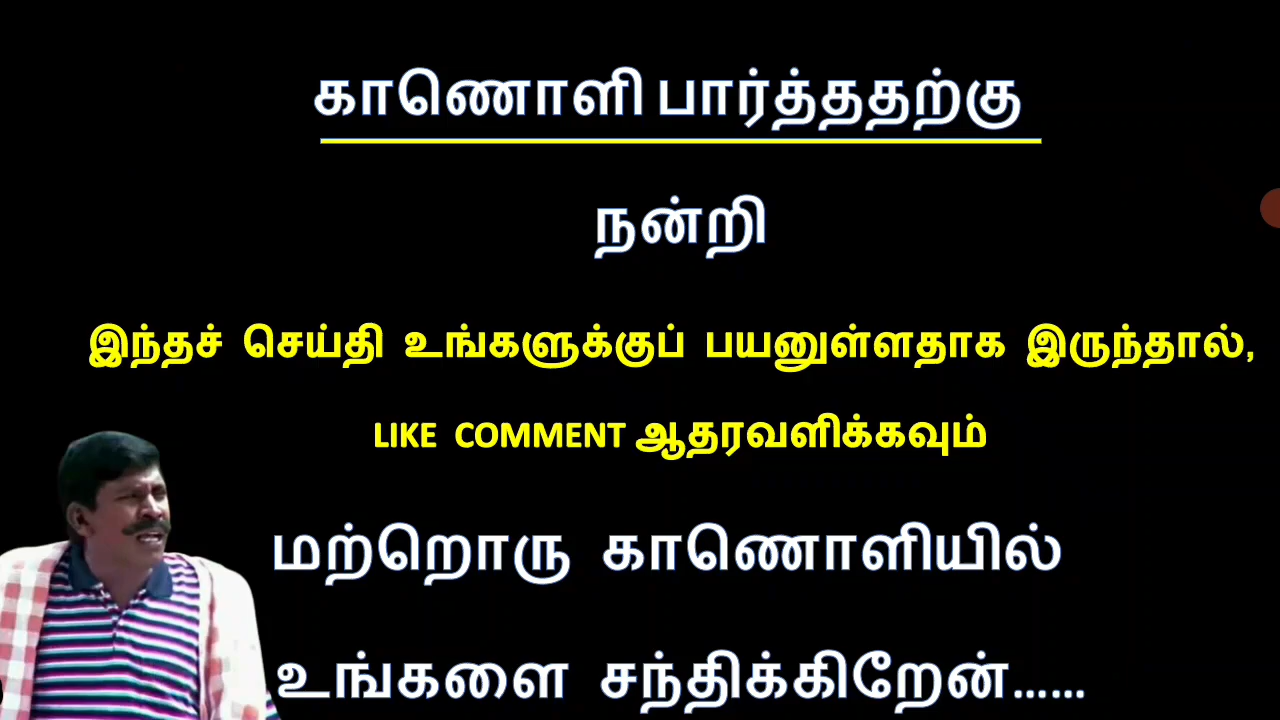 காணொளி பார்த்ததற்கு
நன்றி
இந்தச் செய்தி உங்களுக்குப் பயனுள்ளதாக இருந்தால்,
LIKE COMMENT ஆதரவளிக்கவும்
மற்றொரு காணொளியில்
உங்களை சந்திக்கிறேன்......